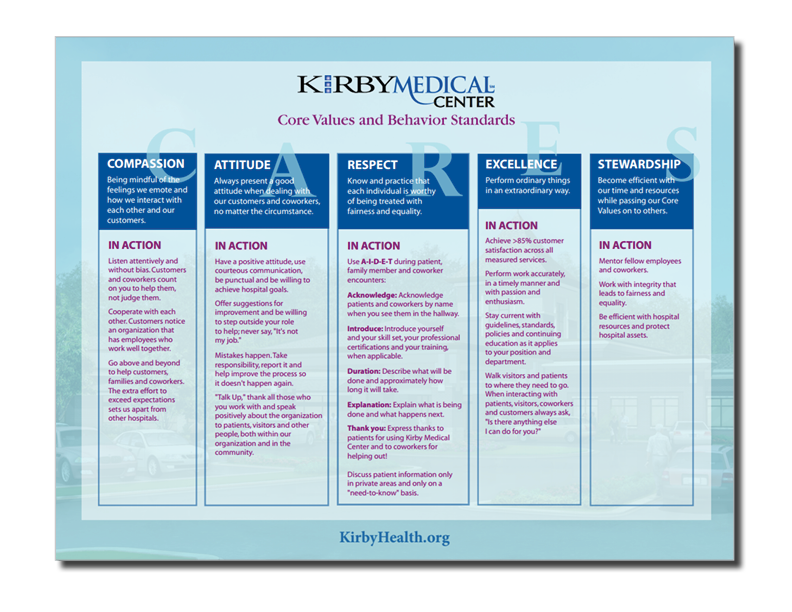 KIRBY MEDICAL
CENTER
Core Values and Behavior Standards
C A R E S
COMPASSION
Being mindful of the
feelings we emote and
how we interact with
each other and our
customers.
IN ACTION
Listen attentively and
without bias. Customers
and coworkers count
on you to help them,
not judge them.
Cooperate with each
other. Customers notice
an organization that
has employees who
work well together.
Go above and beyond
to help customers,
families and coworkers.
The extra effort to
exceed expectations
sets us apart from
other hospitals.
ATTITUDE
Always present a good
attitude when dealing with
our customers and coworkers,
no matter the circumstance.
IN ACTION
Have a positive attitude, use
courteous communication,
be punctual and be willing to
achieve hospital goals.
Offer suggestions for
improvement and be willing
to step outside your role
to help; never say, "It's not
my job."
Mistakes happen. Take
responsibility, report it and
help improve the process so
it doesn't happen again.
"Talk Up," thank all those who
you work with and speak
positively about the organization
to patients, visitors and other
people, both within our
organization and in the
community.
RESPECT
Know and practice that
each individual is worthy
of being treated with
fairness and equality.
IN ACTION
Use A-I-D-E-T during patient,
family member and coworker
encounters:
Acknowledge: Acknowledge
patients and coworkers by name
when you see them in the hallway.
Introduce: Introduce yourself
and your skill set, your professional
certifications and your training,
when applicable.
Duration: Describe what will be
done and approximately how
long it will take.
Explanation: Explain what is being
done and what happens next.
Thank you: Express thanks to
patients for using Kirby Medical
Center and to coworkers for
helping out!
Discuss patient information only
in private areas and only on a
"need-to-know" basis.
EXCELLENCE
Perform ordinary things
in an extraordinary way.
IN ACTION
Achieve >85% customer
satisfaction across all
measured services.
Perform work accurately,
in a timely manner and
with passion and
enthusiasm.
Stay current with
guidelines, standards,
policies and continuing
education as it applies
to your position and
department.
Walk visitors and patients
to where they need to go.
When interacting with
patients, visitors, coworkers
and customers always ask,
"Is there anything else
I can do for you?"
STEWARDSHIP
Become efficient with
our time and resources
while passing our Core
Values on to others.
IN ACTION
Mentor fellow employees
and coworkers.
Work with integrity that
leads to fairness and
equality.
Be efficient with hospital
resources and protect
hospital assets.
KirbyHealth.org